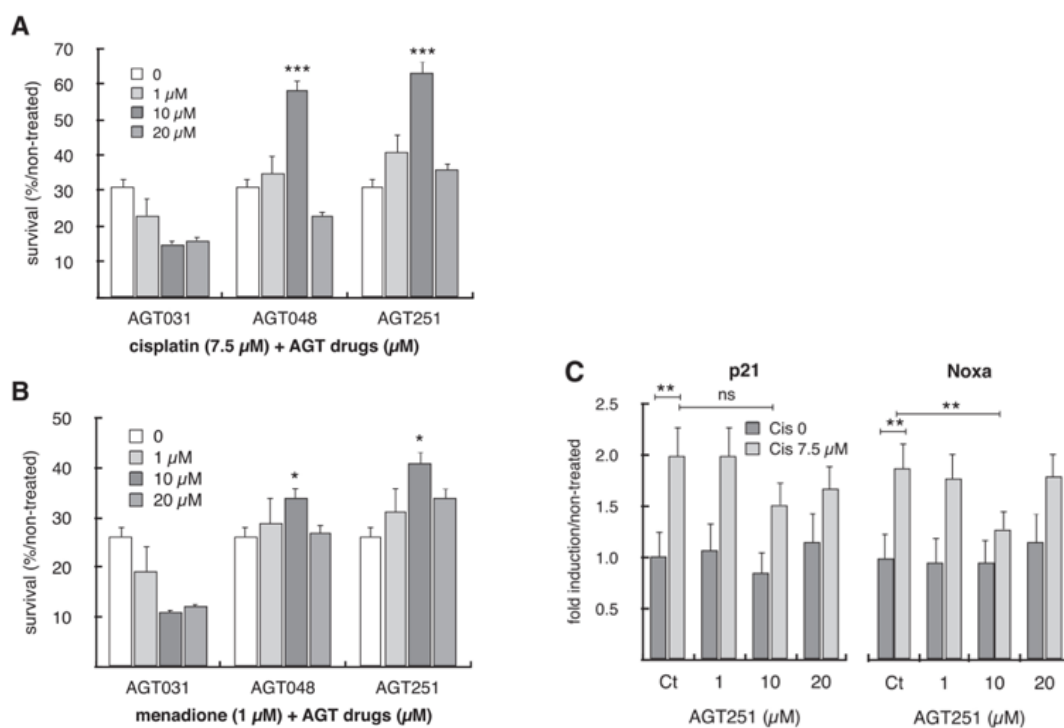 A
70
60
50
40
30
20
10
survival (%/non-treated)
0
1 µM
10 µM
20 µM
***
***
AGT031 AGT048 AGT251
cisplatin (7.5 µM) + AGT drugs (µM)
B
50
40
30
20
10
survival (%/non-treated)
0
1 µM
10 µM
20 µM
*
*
AGT031 AGT048 AGT251
menadione (1 µM) + AGT drugs (µM)
C
p21 Noxa
2.5
2.0
1.5
1.0
0.5
fold induction/non-treated
** ns
** **
Cis 0
Cis 7.5 µM
Ct 1 10 20 Ct 1 10 20
AGT251 (µM) AGT251 (µM)